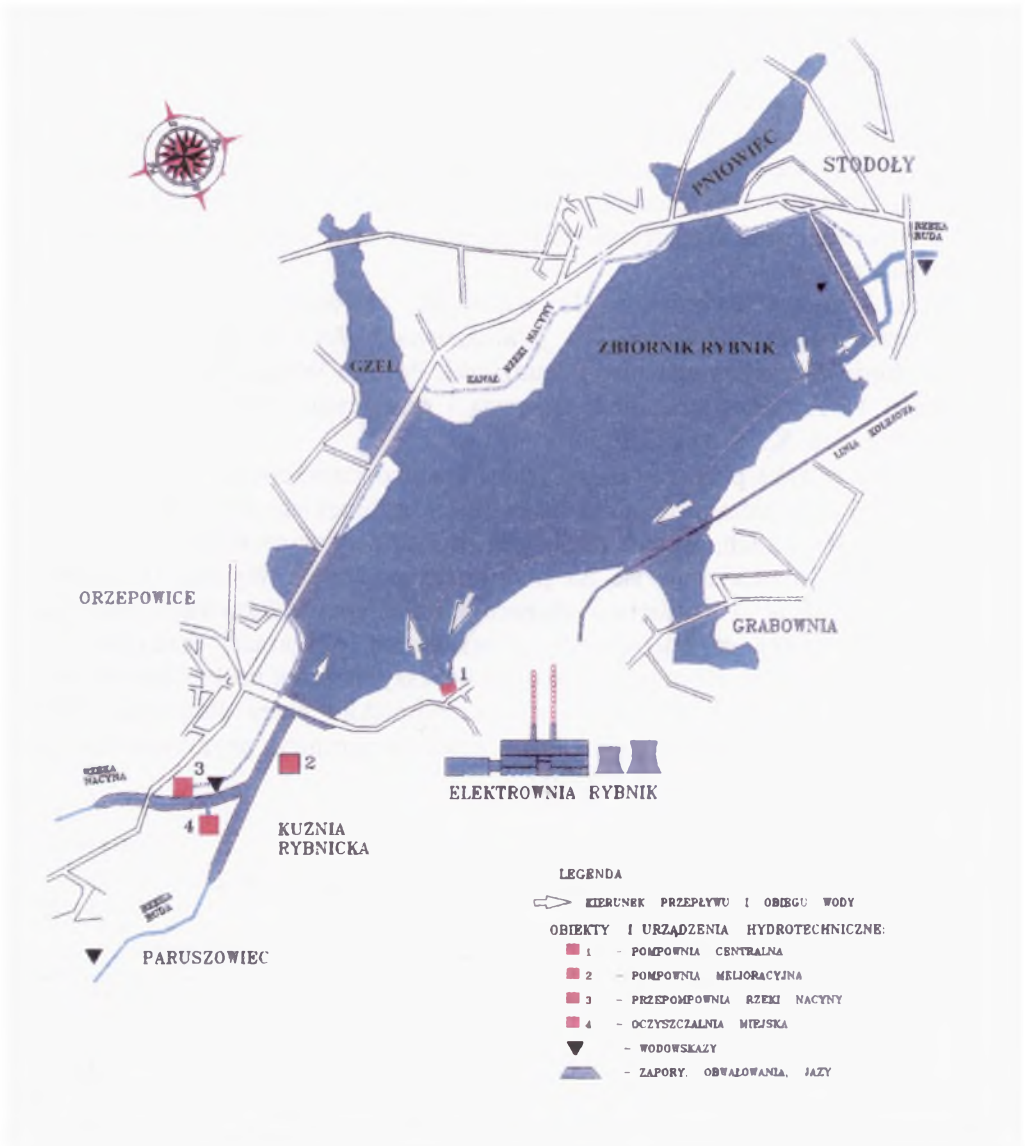 PNIOWIEC
STODOŁY
RZEKA
RUDA
ZBIORNIK RYBNIK
KANAŁ RZEKI NACYNY
GZEL
LINIA KOLEJOWA
ORZEPOWICE
GRABOWNIA
1
RZEKA
NACYNA
3
2
ELEKTROWNIA RYBNIK
4
KUŹNIA
RYBNICKA
RZEKA
RUDA
PARUSZOWIEC
LEGENDA
KIERUNEK PRZEPŁYWU I OBIEGU WODY
OBIEKTY I URZĄDZENIA HYDROTECHNICZNE:
1 - POMPOWNIA CENTRALNA
2 - POMPOWNIA MELIORACYJNA
3 - PRZEPOMPOWNIA RZEKI NACYNY
4 - OCZYSZCZALNIA MIEJSKA
- WODOWSKAZY
- ZAPORY, OBWAŁOWANIA, JAZY